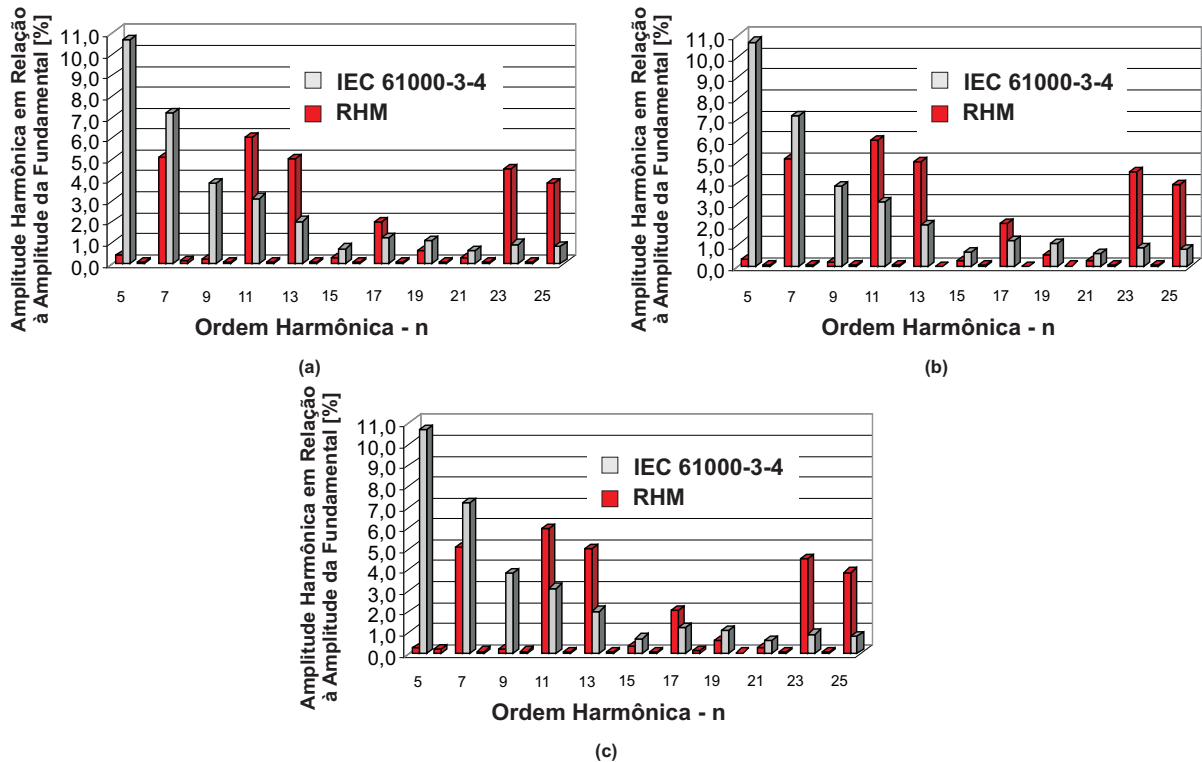 Amplitude Harmônica em Relação
à Amplitude da Fundamental [%]
11,0
10,0
9,0
8,0
7,0
6,0
5,0
4,0
3,0
2,0
1,0
0,0
IEC 61000-3-4
RHM
5 7 9 11 13 15 17 19 21 23 25
Ordem Harmônica - n
(a)
Amplitude Harmônica em Relação
à Amplitude da Fundamental [%]
11,0
10,0
9,0
8,0
7,0
6,0
5,0
4,0
3,0
2,0
1,0
0,0
IEC 61000-3-4
RHM
5 7 9 11 13 15 17 19 21 23 25
Ordem Harmônica - n
(b)
Amplitude Harmônica em Relação
à Amplitude da Fundamental [%]
11,0
10,0
9,0
8,0
7,0
6,0
5,0
4,0
3,0
2,0
1,0
0,0
IEC 61000-3-4
RHM
5 7 9 11 13 15 17 19 21 23 25
Ordem Harmônica - n
(c)